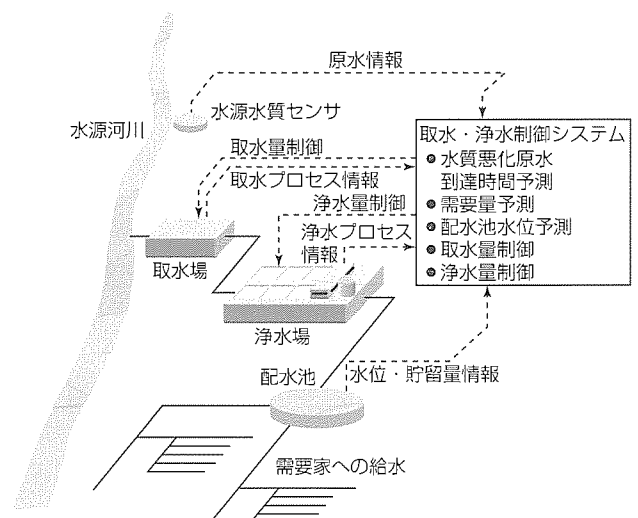 原水情報
水源水質センサ
水源河川
取水・浄水制御システム
●水質悪化原水
到達時間予測
●需要量予測
●配水池水位予測
●取水量制御
●浄水量制御
取水量制御
取水プロセス情報
浄水量制御
浄水プロセス
情報
取水場
浄水場
配水池
水位・貯留量情報
需要家への給水